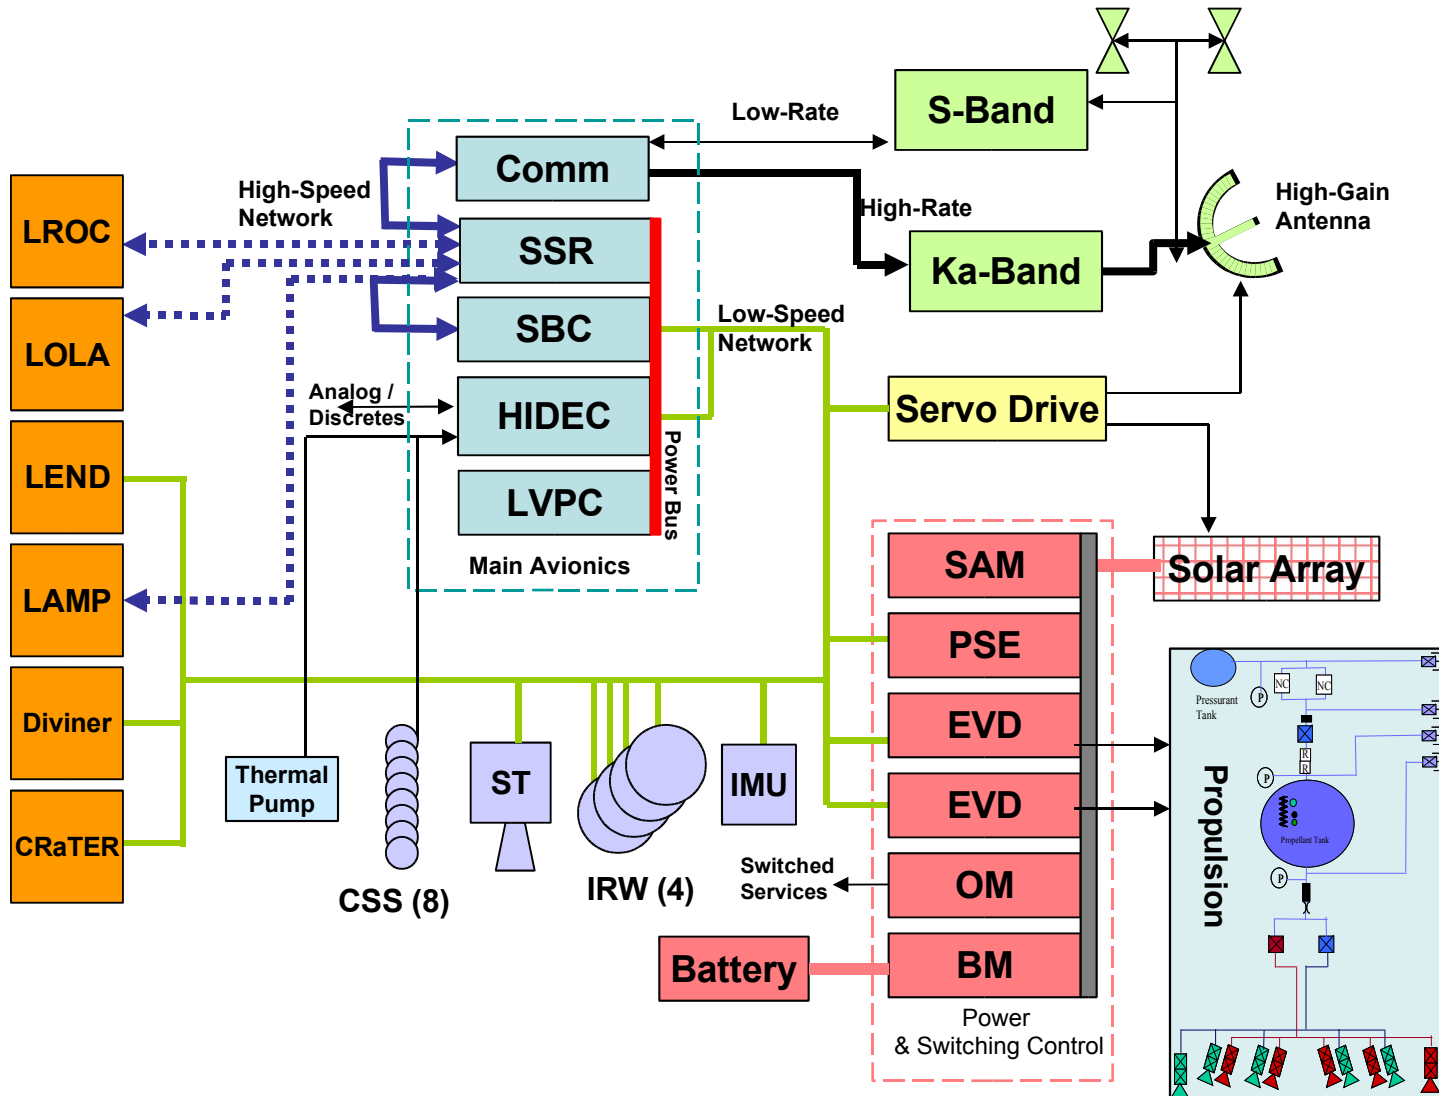 S-Band
Low-Rate
Comm
High-Speed
Network
High-Rate
High-Gain
Antenna
LROC
SSR
Ka-Band
SBC
Low-Speed
Network
LOLA
Analog /
Discretes
HIDEC
Servo Drive
Power Bus
LEND
LVPC
Main Avionics
SAM
Solar Array
LAMP
PSE
NC
NC
P
Pressurant
Tank
Diviner
EVD
R
R
Thermal
Pump
ST
IMU
P
EVD
Propellant Tank
Propulsion
CRaTER
CSS (8)
IRW (4)
Switched
Services
OM
P
Battery
BM
Power
& Switching Control